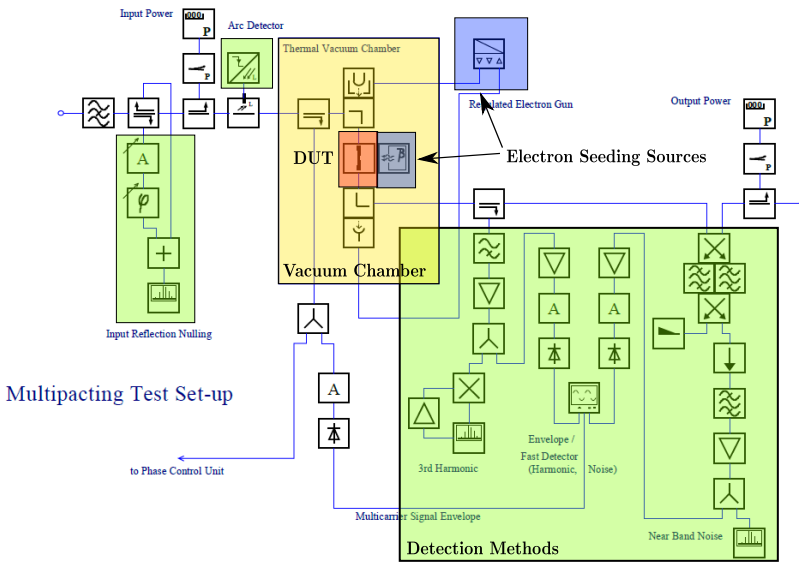 Input Power
000
P
Arc Detector
P
L
L
Thermal Vacuum Chamber
Regulated Electron Gun
Output Power
000
P
P
DUT
β
Electron Seeding Sources
A
φ
+
Vacuum Chamber
Input Reflection Nulling
A
A
Multipacting Test Set-up
A
3rd Harmonic
Envelope /
Fast Detector
(Harmonic, Noise)
to Phase Control Unit
Multicarrier Signal Envelope
Near Band Noise
Detection Methods